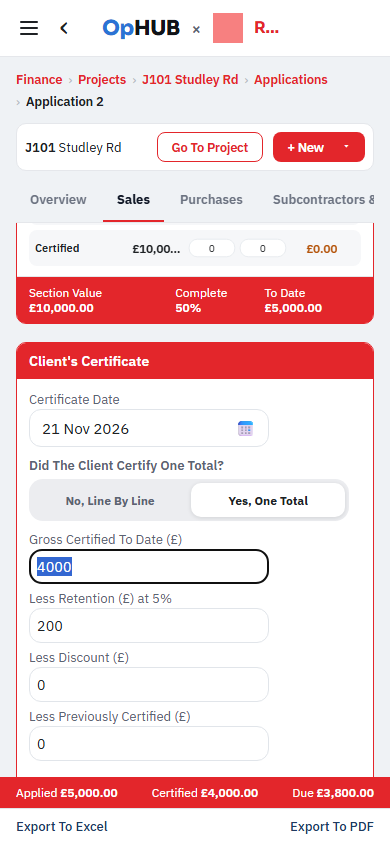 OpHUB × R...
Finance › Projects › J101 Studley Rd › Applications
› Application 2
J101 Studley Rd Go To Project + New
Overview Sales Purchases Subcontractors &
Certified £10,00... 0 0 £0.00
Section Value Complete To Date
£10,000.00 50% £5,000.00
Client's Certificate
Certificate Date
21 Nov 2026
Did The Client Certify One Total?
No, Line By Line Yes, One Total
Gross Certified To Date (£)
4000
Less Retention (£) at 5%
200
Less Discount (£)
0
Less Previously Certified (£)
0
Applied £5,000.00 Certified £4,000.00 Due £3,800.00
Export To Excel Export To PDF